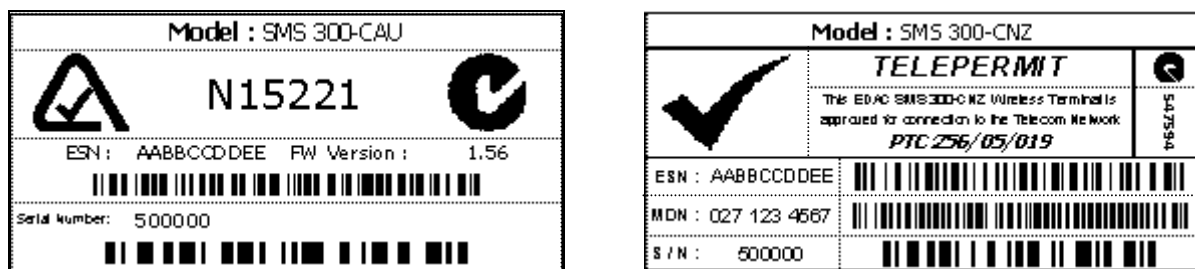 Model : SMS 300-CAU
N15221
ESN : AABBCCDDEE FW Version : 1.56
Serial Number: 500000
Model : SMS 300-CNZ
TELEPERMIT
This EDAC SMS300-CNZ Wireless Terminal is
approved for connection to the Telecom Network
PTC 256/05/019
547594
ESN : AABBCCDDEE
MDN : 027 123 4567
S/N : 500000